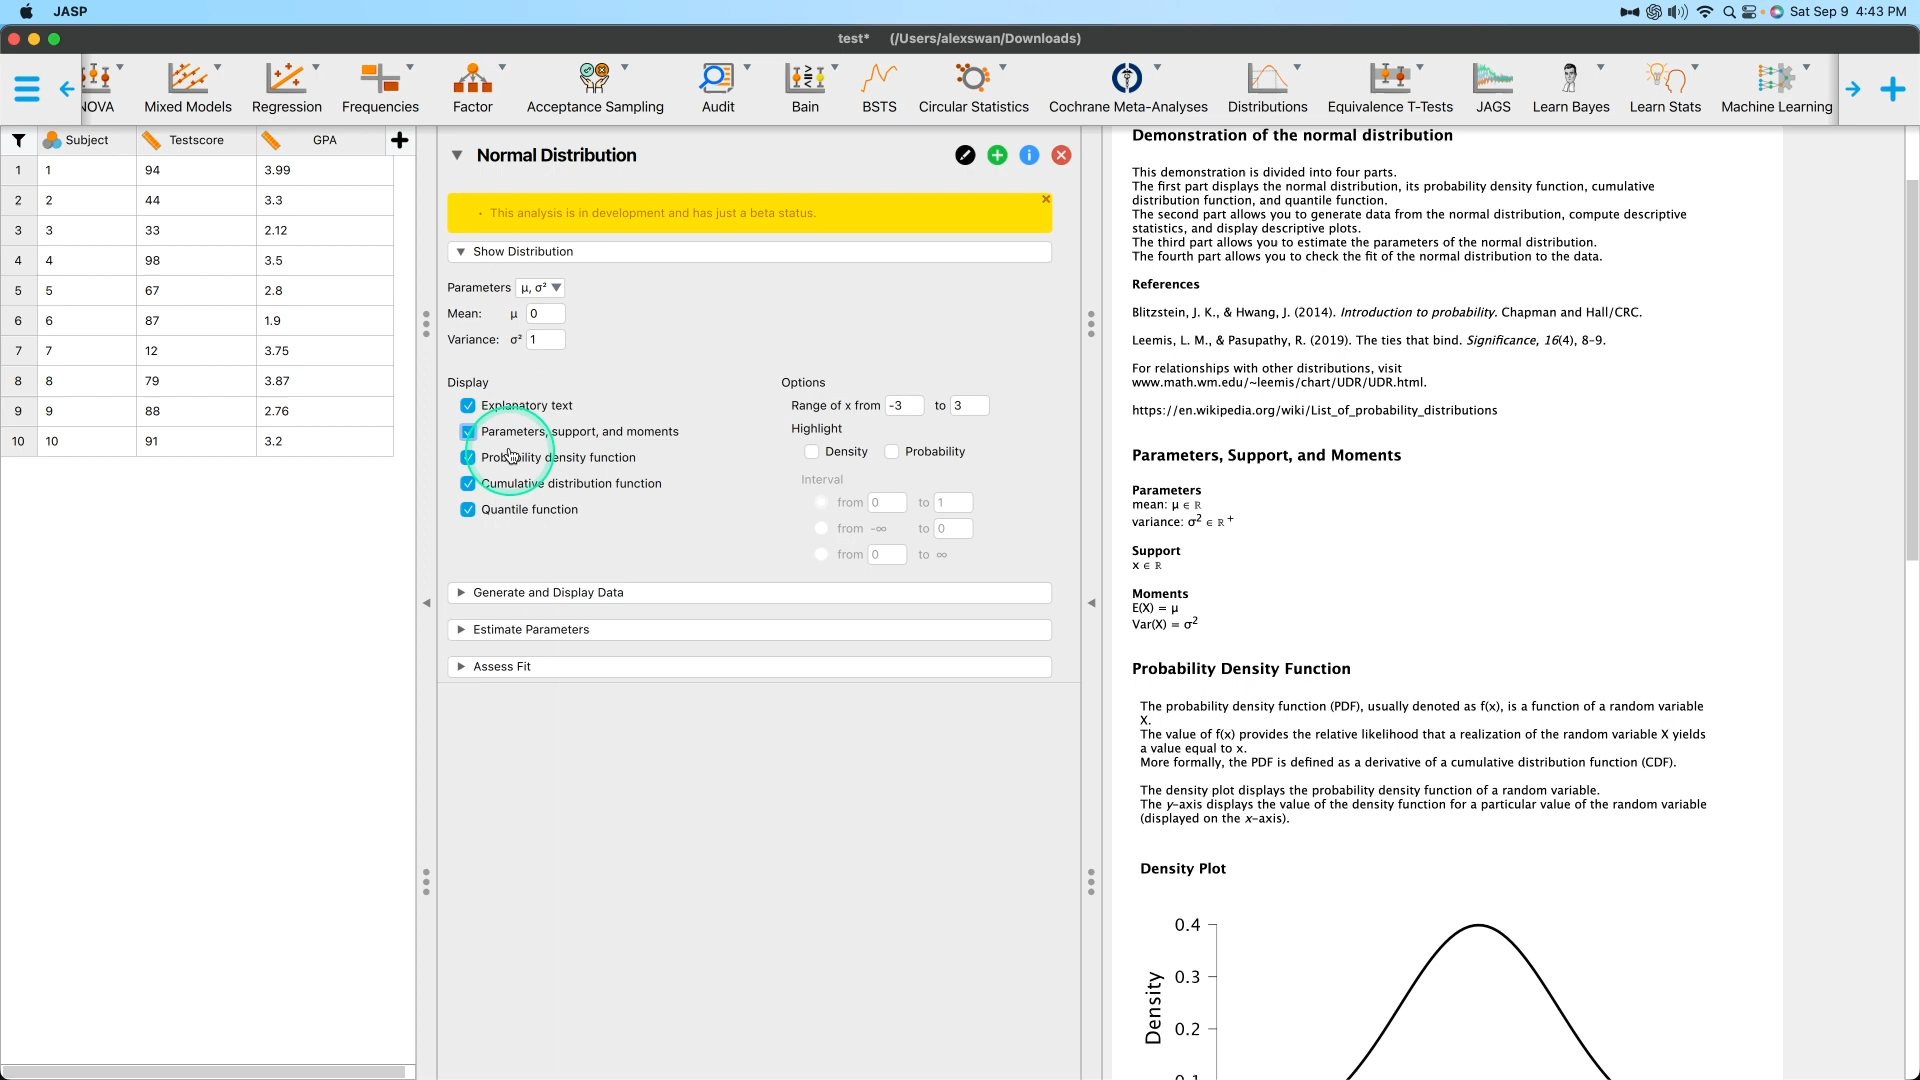 JASP
Sat Sep 9 4:43 PM
test* (/Users/alexswan/Downloads)
NOVA
Mixed Models
Regression
Frequencies
Factor
Acceptance Sampling
Audit
Bain
BSTS
Circular Statistics
Cochrane Meta-Analyses
Distributions
Equivalence T-Tests
JAGS
Learn Bayes
Learn Stats
Machine Learning
Subject Testscore GPA
1 1 94 3.99
2 2 44 3.3
3 3 33 2.12
4 4 98 3.5
5 5 67 2.8
6 6 87 1.9
7 7 12 3.75
8 8 79 3.87
9 9 88 2.76
10 10 91 3.2
Normal Distribution
· This analysis is in development and has just a beta status.
Show Distribution
Parameters μ, σ²
Mean: μ 0
Variance: σ² 1
Display
Explanatory text
Parameters, support, and moments
Probability density function
Cumulative distribution function
Quantile function
Options
Range of x from -3 to 3
Highlight
Density Probability
Interval
from 0 to 1
from -∞ to 0
from 0 to ∞
Generate and Display Data
Estimate Parameters
Assess Fit
Demonstration of the normal distribution
This demonstration is divided into four parts.
The first part displays the normal distribution, its probability density function, cumulative
distribution function, and quantile function.
The second part allows you to generate data from the normal distribution, compute descriptive
statistics, and display descriptive plots.
The third part allows you to estimate the parameters of the normal distribution.
The fourth part allows you to check the fit of the normal distribution to the data.
References
Blitzstein, J. K., & Hwang, J. (2014). Introduction to probability. Chapman and Hall/CRC.
Leemis, L. M., & Pasupathy, R. (2019). The ties that bind. Significance, 16(4), 8–9.
For relationships with other distributions, visit
www.math.wm.edu/~leemis/chart/UDR/UDR.html.
https://en.wikipedia.org/wiki/List_of_probability_distributions
Parameters, Support, and Moments
Parameters
mean: μ ∈ ℝ
variance: σ² ∈ ℝ⁺
Support
x ∈ ℝ
Moments
E(X) = μ
Var(X) = σ²
Probability Density Function
The probability density function (PDF), usually denoted as f(x), is a function of a random variable
X.
The value of f(x) provides the relative likelihood that a realization of the random variable X yields
a value equal to x.
More formally, the PDF is defined as a derivative of a cumulative distribution function (CDF).
The density plot displays the probability density function of a random variable.
The y-axis displays the value of the density function for a particular value of the random variable
(displayed on the x-axis).
Density Plot
0.4
0.3
0.2
0.1
Density